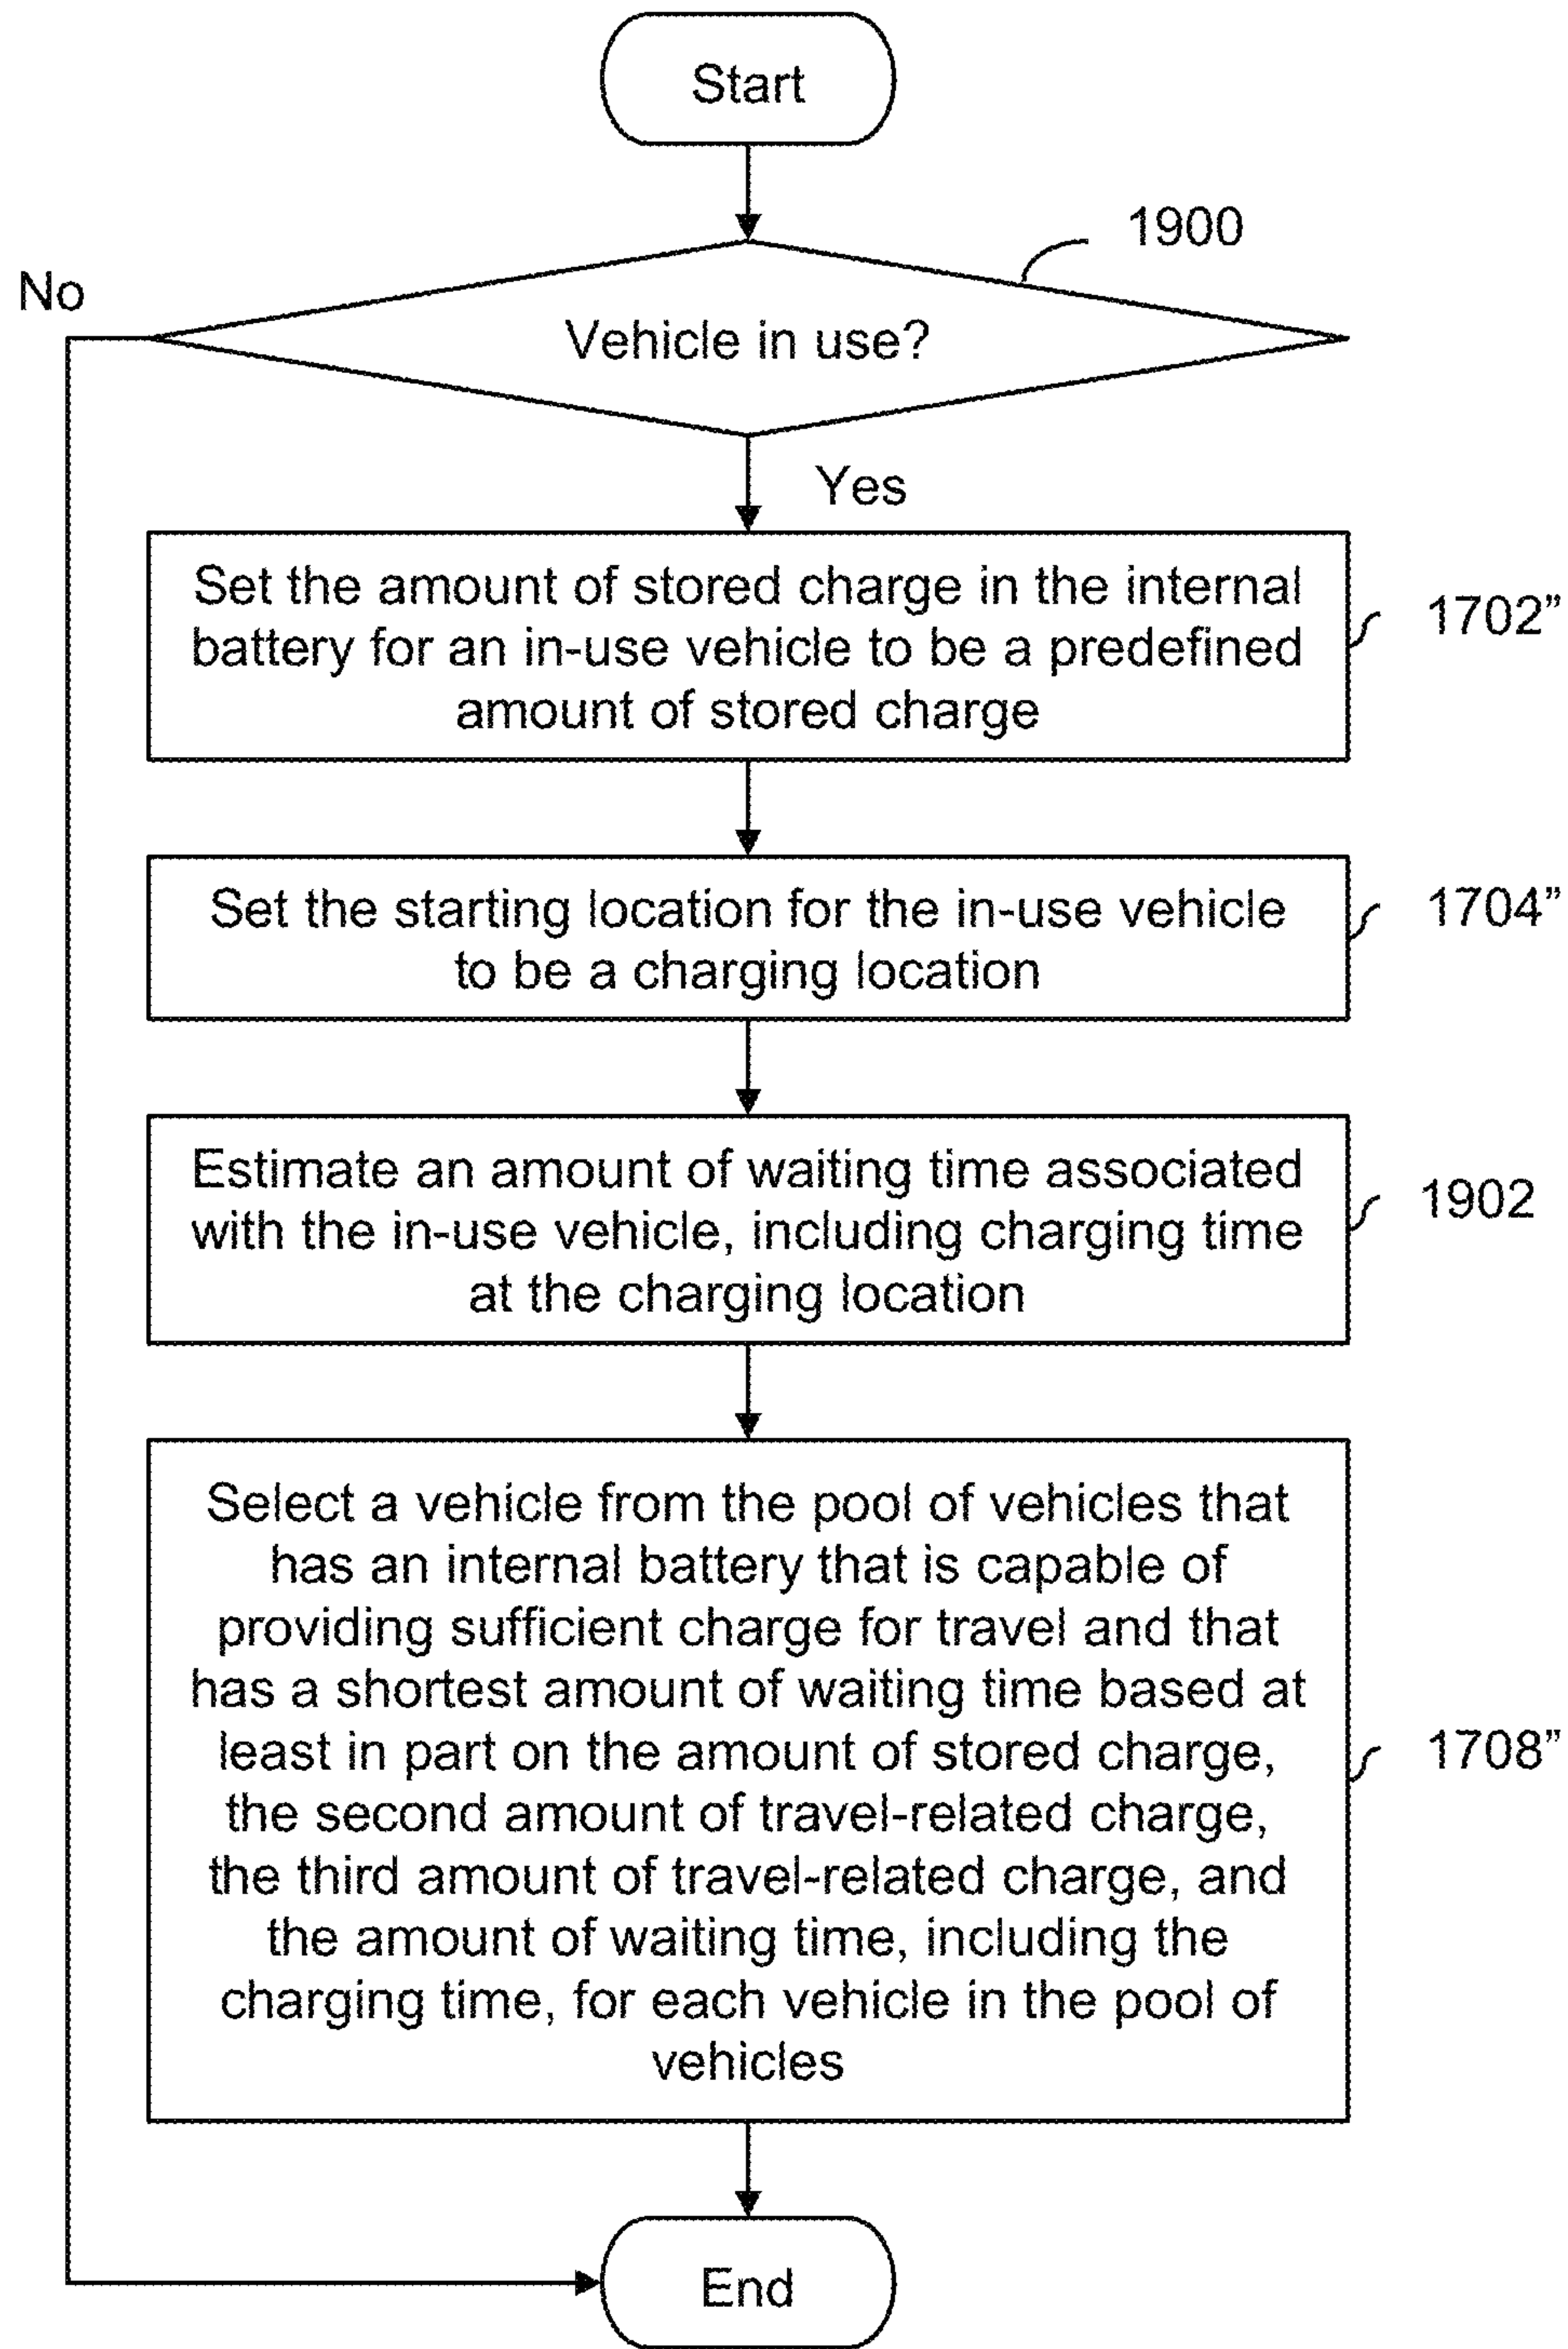 Start
1900
No
Vehicle in use?
Yes
Set the amount of stored charge in the internal
battery for an in-use vehicle to be a predefined
amount of stored charge
1702”
Set the starting location for the in-use vehicle
to be a charging location
1704”
Estimate an amount of waiting time associated
with the in-use vehicle, including charging time
at the charging location
1902
Select a vehicle from the pool of vehicles that
has an internal battery that is capable of
providing sufficient charge for travel and that
has a shortest amount of waiting time based at
least in part on the amount of stored charge,
the second amount of travel-related charge,
the third amount of travel-related charge, and
the amount of waiting time, including the
charging time, for each vehicle in the pool of
vehicles
1708”
End